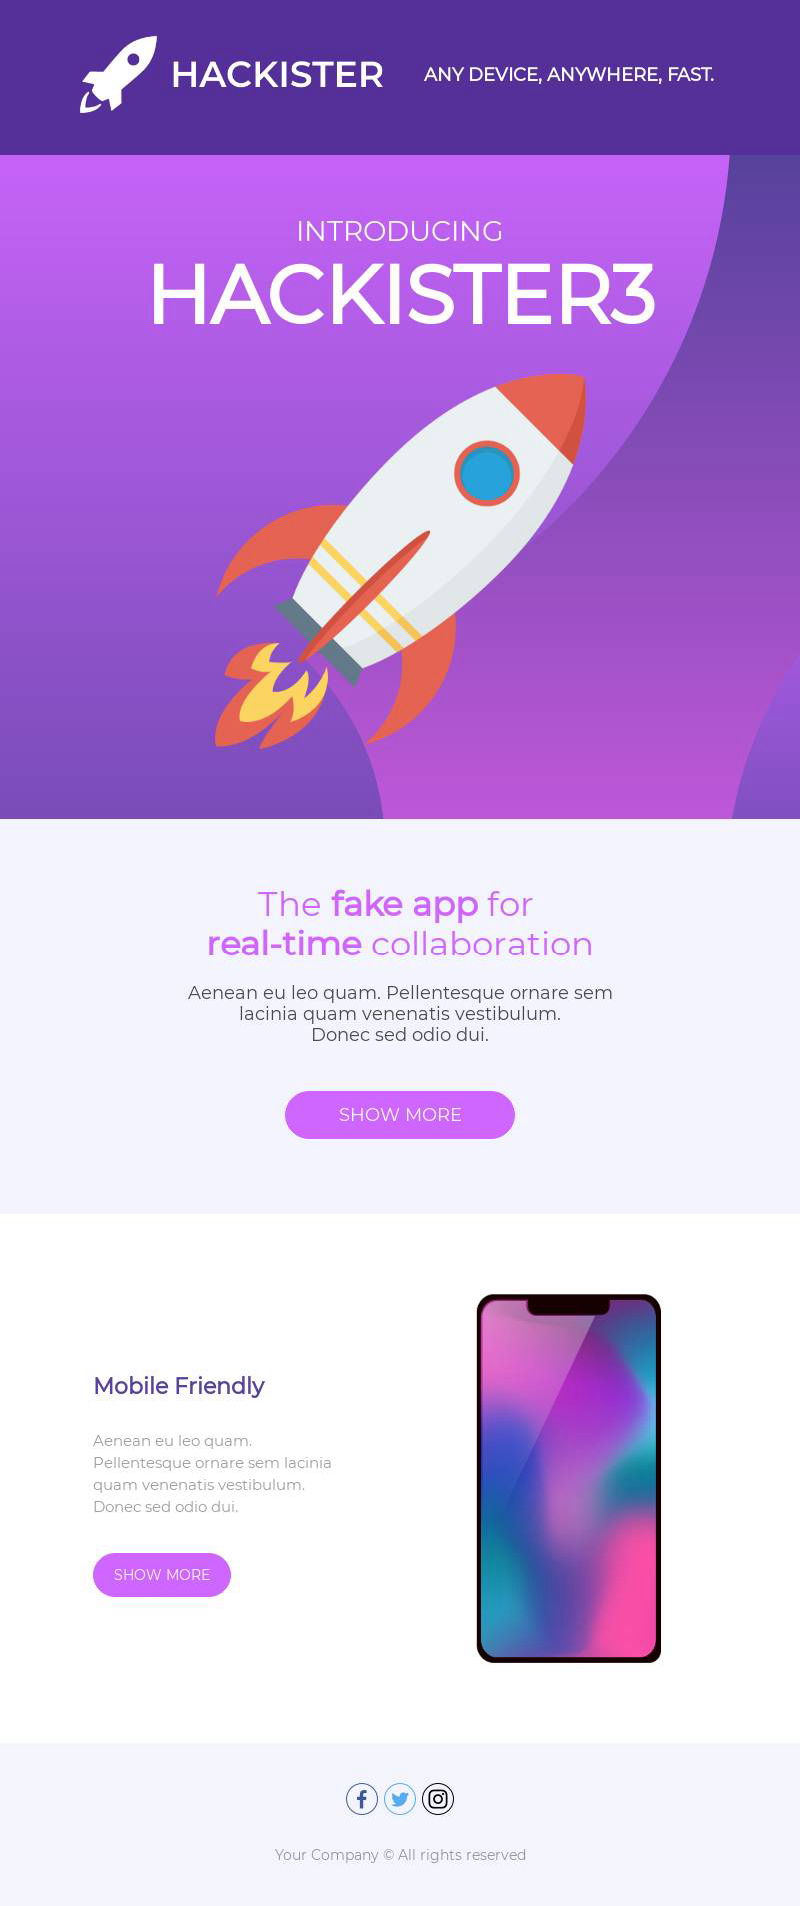 HACKISTER
ANY DEVICE, ANYWHERE, FAST.
INTRODUCING
HACKISTER3
The fake app for
real-time collaboration
Aenean eu leo quam. Pellentesque ornare sem
lacinia quam venenatis vestibulum.
Donec sed odio dui.
SHOW MORE
Mobile Friendly
Aenean eu leo quam.
Pellentesque ornare sem lacinia
quam venenatis vestibulum.
Donec sed odio dui.
SHOW MORE
Your Company © All rights reserved